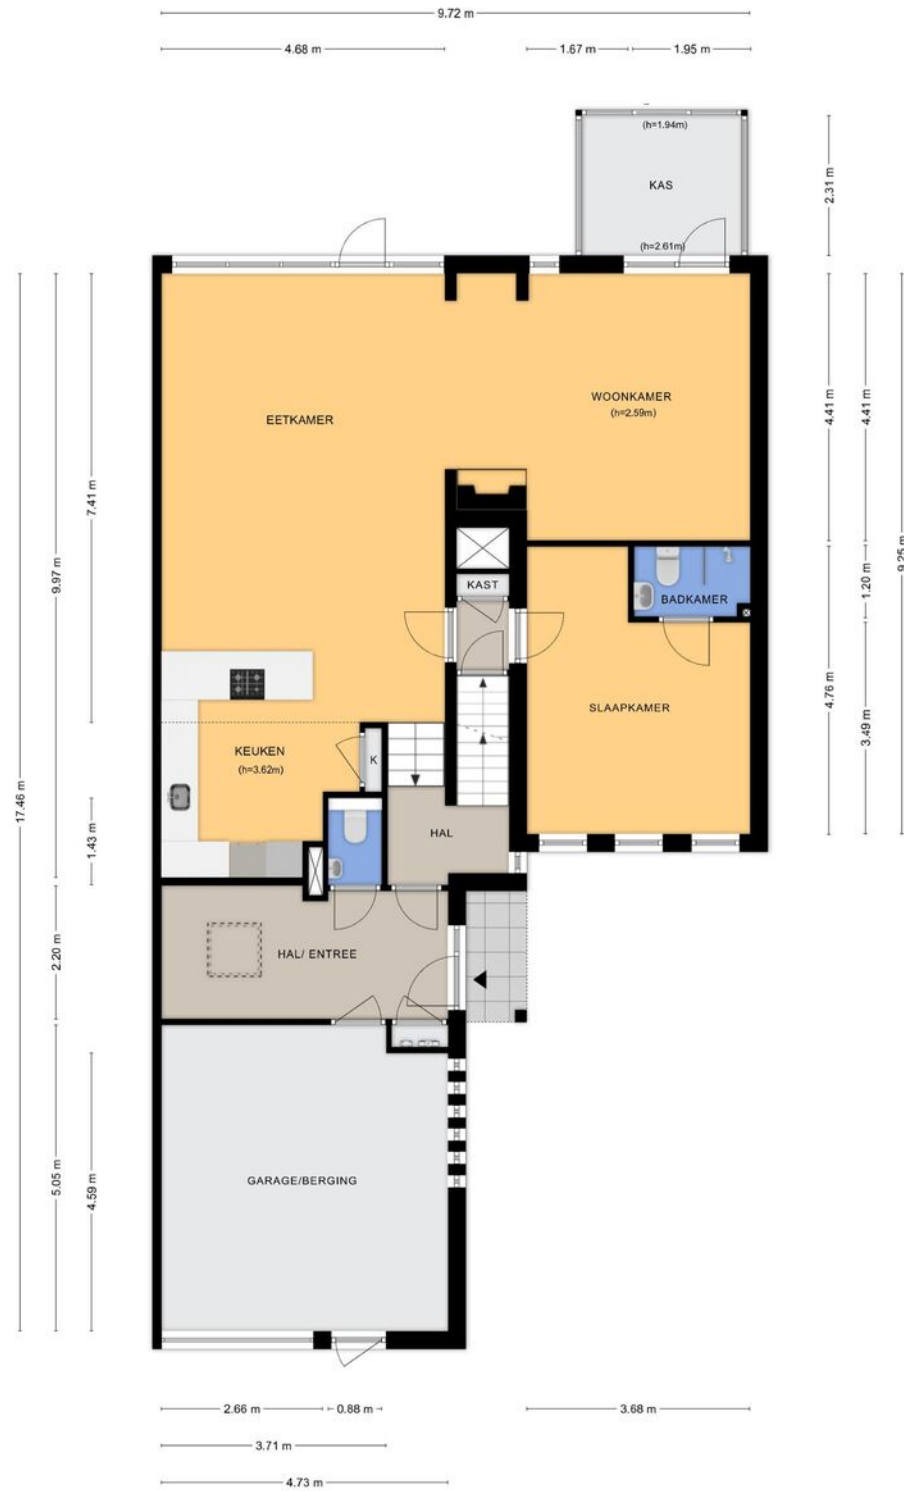 9.72 m
4.68 m
1.67 m
1.95 m
(h=1.94m)
KAS
(h=2.61m)
2.31 m
EETKAMER
WOONKAMER
(h=2.59m)
4.41 m
4.41 m
7.41 m
9.97 m
9.25 m
KAST
BADKAMER
1.20 m
SLAAPKAMER
4.76 m
3.49 m
KEUKEN
(h=3.62m)
K
17.46 m
1.43 m
HAL
2.20 m
HAL/ ENTREE
5.05 m
4.59 m
GARAGE/BERGING
2.66 m
0.88 m
3.68 m
3.71 m
4.73 m